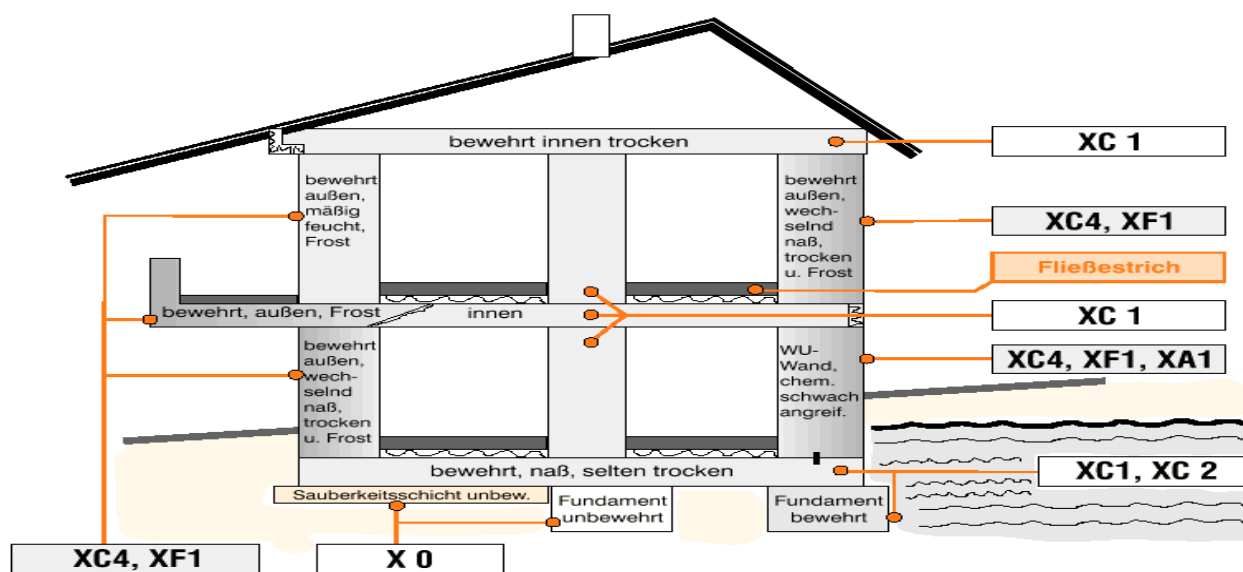 bewehrt innen trocken
XC 1
bewehrt
außen,
mäßig
feucht,
Frost
bewehrt
außen,
wech-
selnd
naß,
trocken
u. Frost
XC4, XF1
Fließestrich
bewehrt, außen, Frost
innen
XC 1
bewehrt
außen,
wech-
selnd
naß,
trocken
u. Frost
WU-
Wand,
chem.
schwach
angreif.
XC4, XF1, XA1
bewehrt, naß, selten trocken
XC1, XC 2
Sauberkeitsschicht unbew.
Fundament
unbewehrt
Fundament
bewehrt
XC4, XF1
X 0